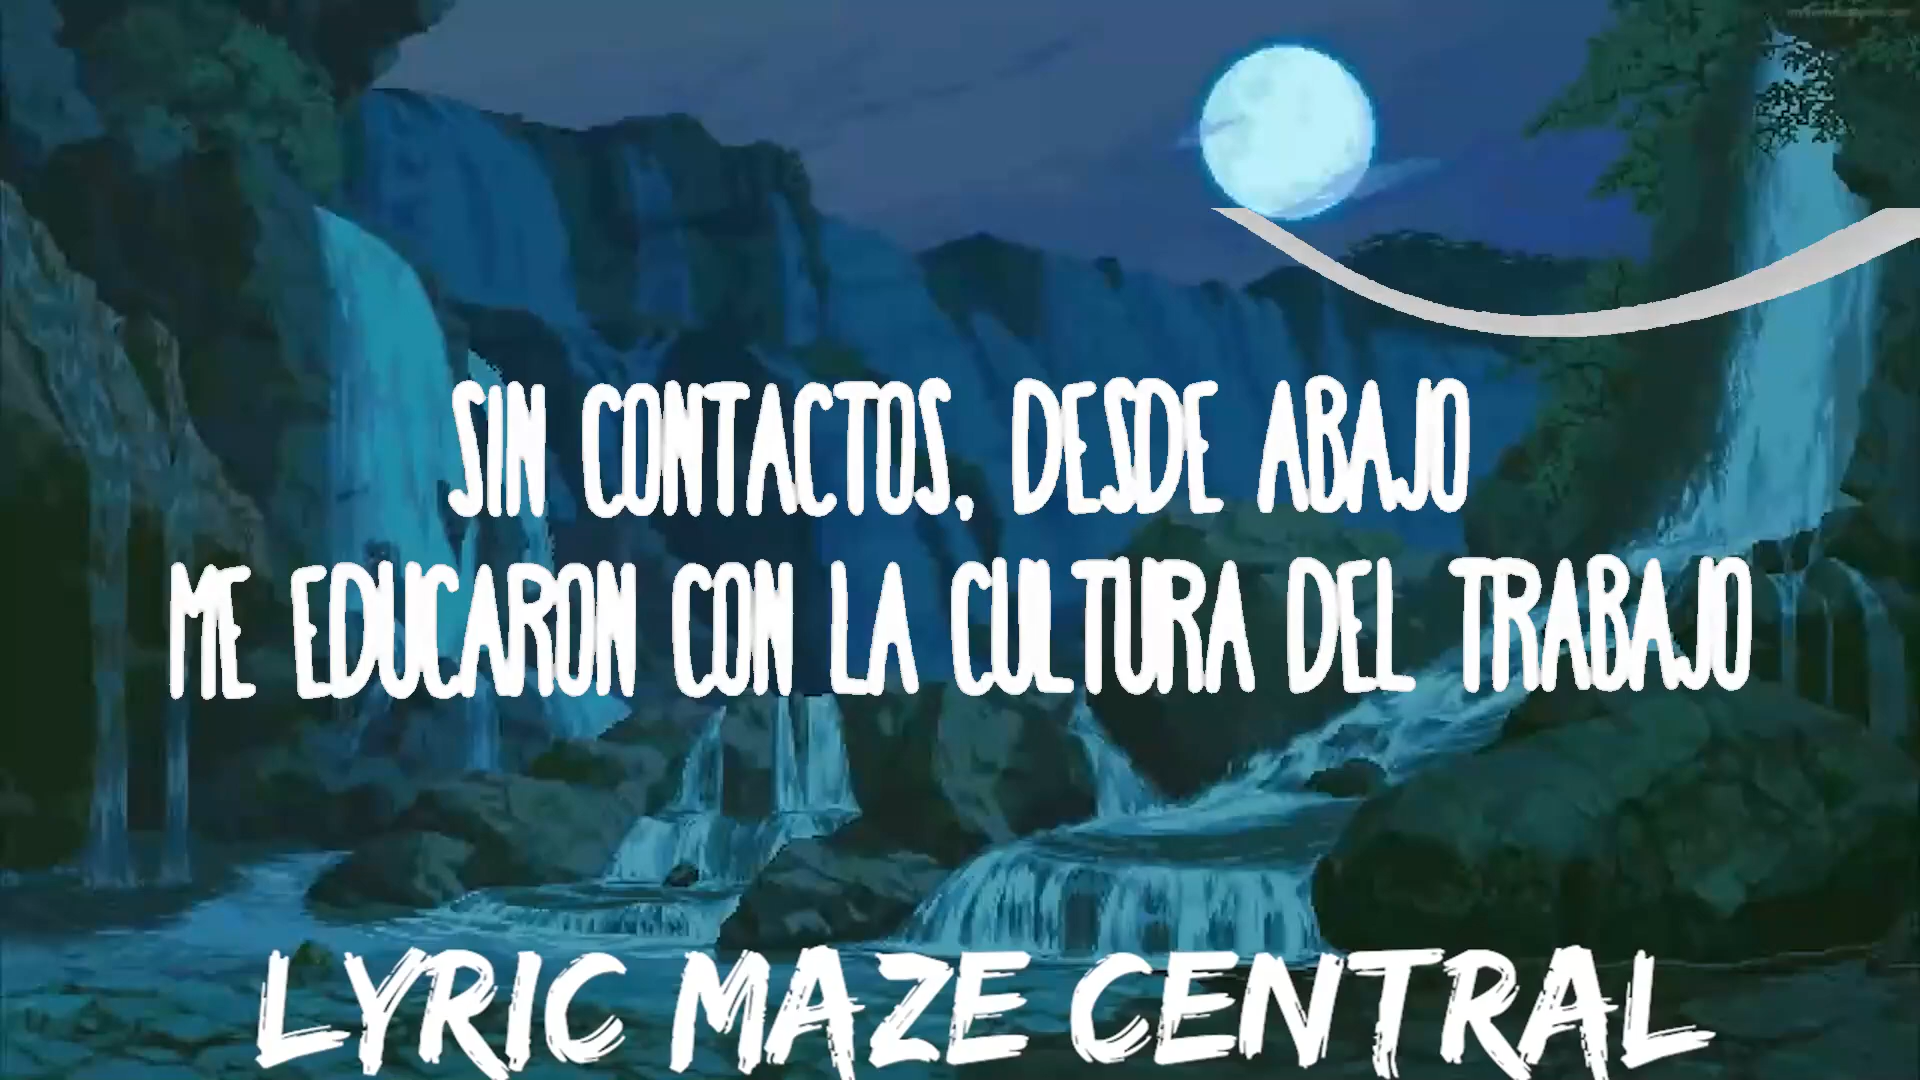 SIN CONTACTOS, DESDE ABAJO
ME EDUCARON CON LA CULTURA DEL TRABAJO
LYRIC MAZE CENTRAL